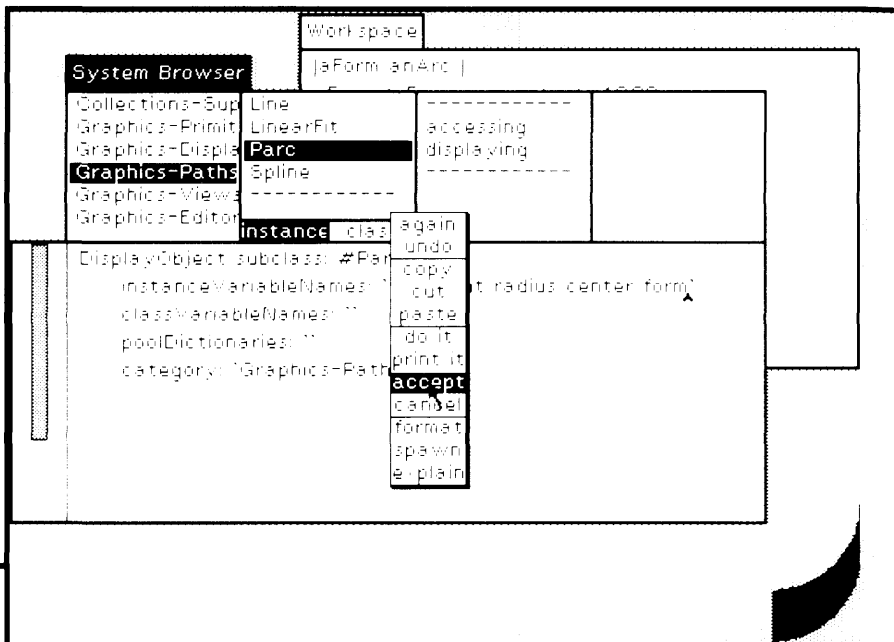 Workspace
|aForm anArc |
System Browser
Collections-Sup
Graphics-Primit
Graphics-Displa
Graphics-Paths
Graphics-Views
Graphics-Editor
Line
LinearFit
Parc
Spline
------------
instance clas
------------
accessing
displaying
------------
again
undo
copy
cut
paste
do it
print it
accept
cancel
format
spawn
explain
DisplayObject subclass: #Par
instanceVariableNames: ' t radius center form'
classVariableNames: ''
poolDictionaries: ''
category: 'Graphics-Path